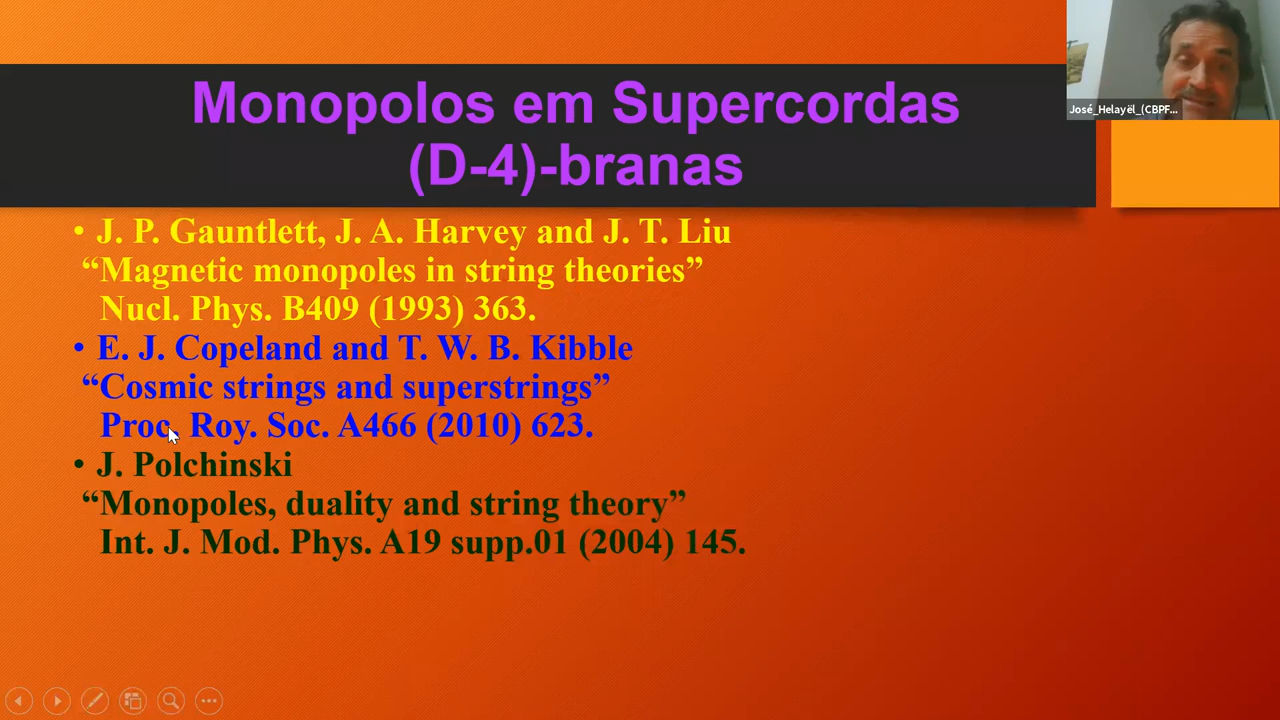 Monopolos em Supercordas
(D-4)-branas
José_Helayël_(CBPF...
• J. P. Gauntlett, J. A. Harvey and J. T. Liu
“Magnetic monopoles in string theories”
Nucl. Phys. B409 (1993) 363.
• E. J. Copeland and T. W. B. Kibble
“Cosmic strings and superstrings”
Proc. Roy. Soc. A466 (2010) 623.
• J. Polchinski
“Monopoles, duality and string theory”
Int. J. Mod. Phys. A19 supp.01 (2004) 145.